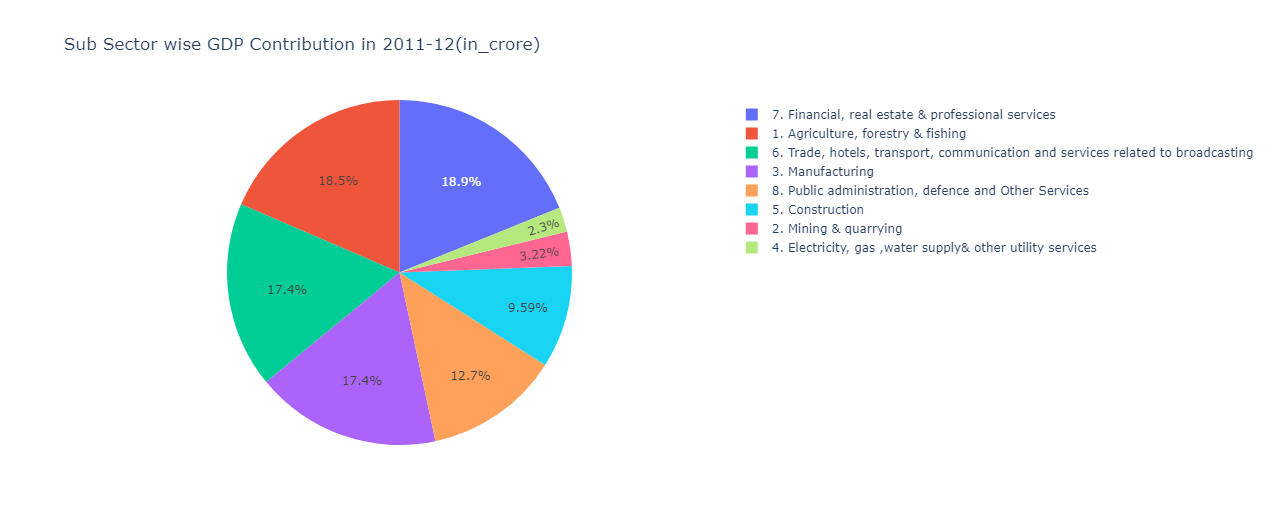 Sub Sector wise GDP Contribution in 2011-12(in_crore)
18.9%
18.5%
17.4%
17.4%
12.7%
9.59%
3.22%
2.3%
7. Financial, real estate & professional services
1. Agriculture, forestry & fishing
6. Trade, hotels, transport, communication and services related to broadcasting
3. Manufacturing
8. Public administration, defence and Other Services
5. Construction
2. Mining & quarrying
4. Electricity, gas ,water supply& other utility services